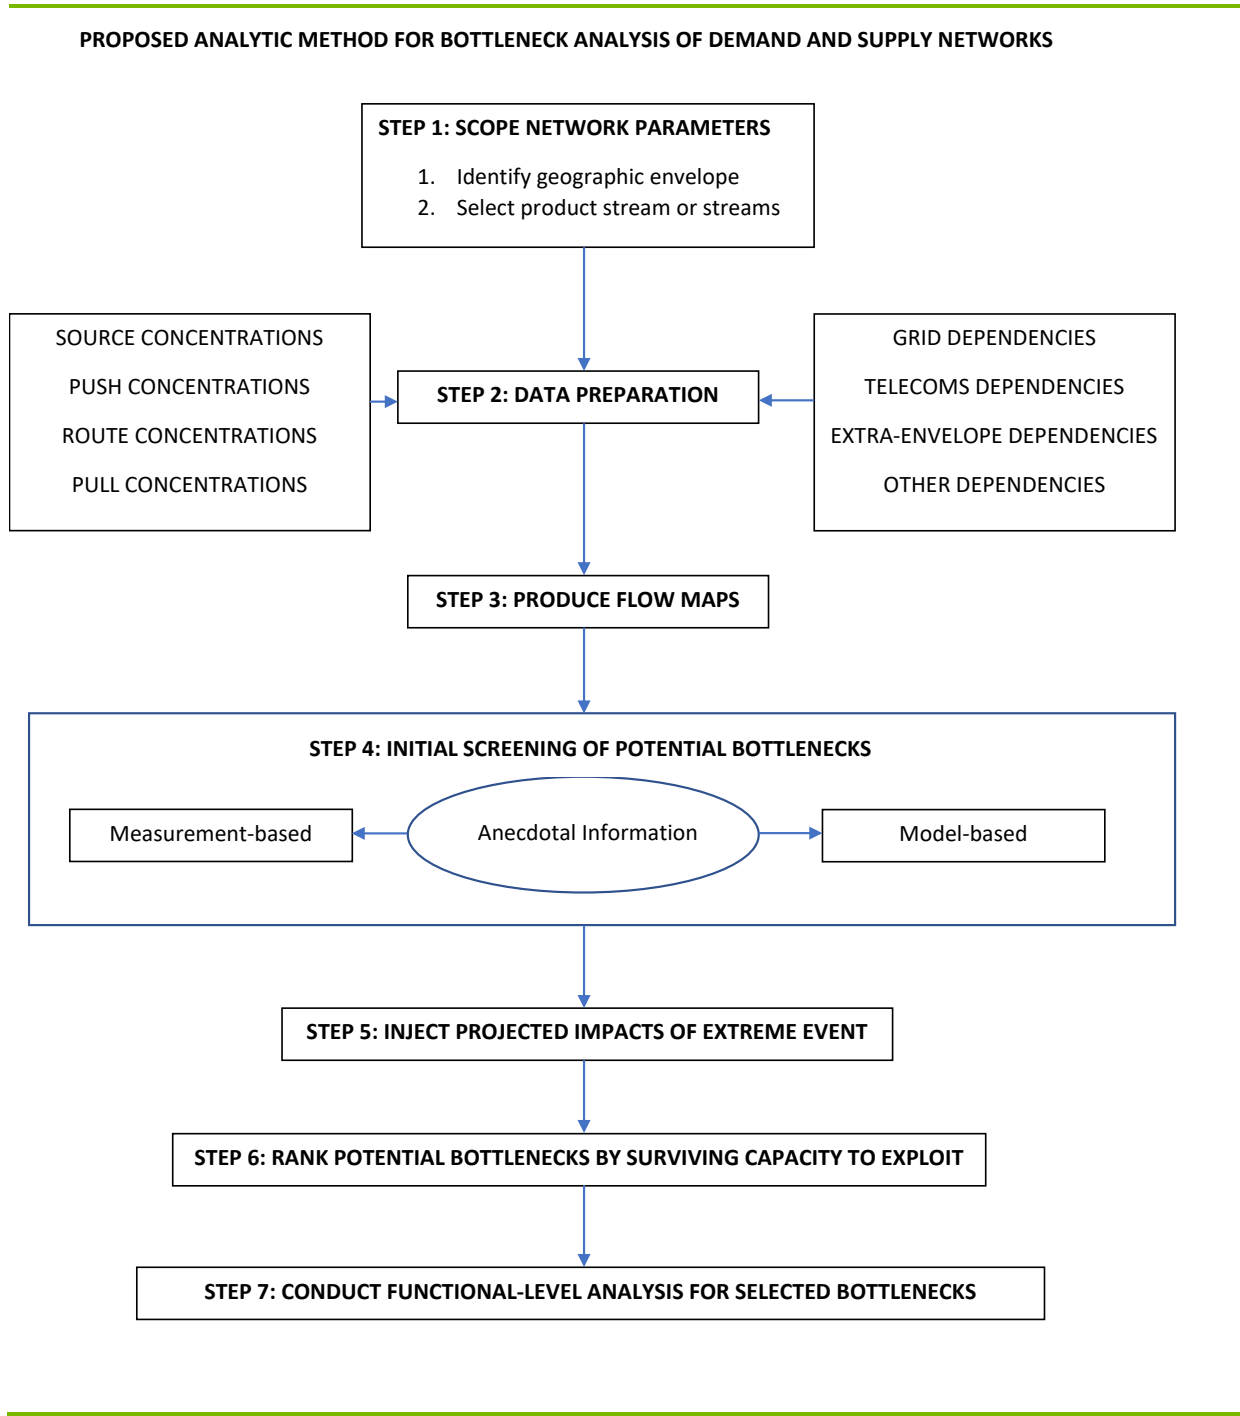 PROPOSED ANALYTIC METHOD FOR BOTTLENECK ANALYSIS OF DEMAND AND SUPPLY NETWORKS
STEP 1: SCOPE NETWORK PARAMETERS
1. Identify geographic envelope
2. Select product stream or streams
SOURCE CONCENTRATIONS
PUSH CONCENTRATIONS
ROUTE CONCENTRATIONS
PULL CONCENTRATIONS
STEP 2: DATA PREPARATION
GRID DEPENDENCIES
TELECOMS DEPENDENCIES
EXTRA-ENVELOPE DEPENDENCIES
OTHER DEPENDENCIES
STEP 3: PRODUCE FLOW MAPS
STEP 4: INITIAL SCREENING OF POTENTIAL BOTTLENECKS
Measurement-based
Anecdotal Information
Model-based
STEP 5: INJECT PROJECTED IMPACTS OF EXTREME EVENT
STEP 6: RANK POTENTIAL BOTTLENECKS BY SURVIVING CAPACITY TO EXPLOIT
STEP 7: CONDUCT FUNCTIONAL-LEVEL ANALYSIS FOR SELECTED BOTTLENECKS